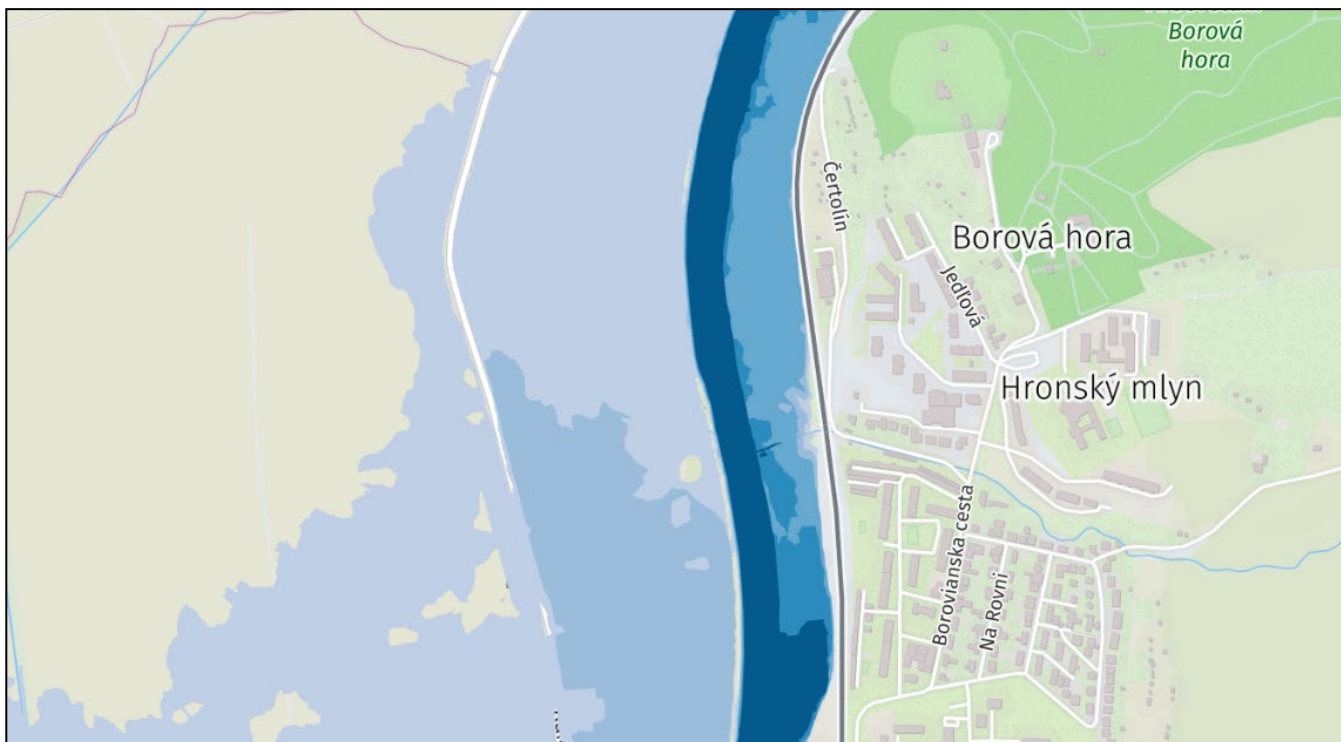 Borová
hora
Čertolín
Borová hora
Jedľová
Hronský mlyn
Borovianska cesta
Na Rovni